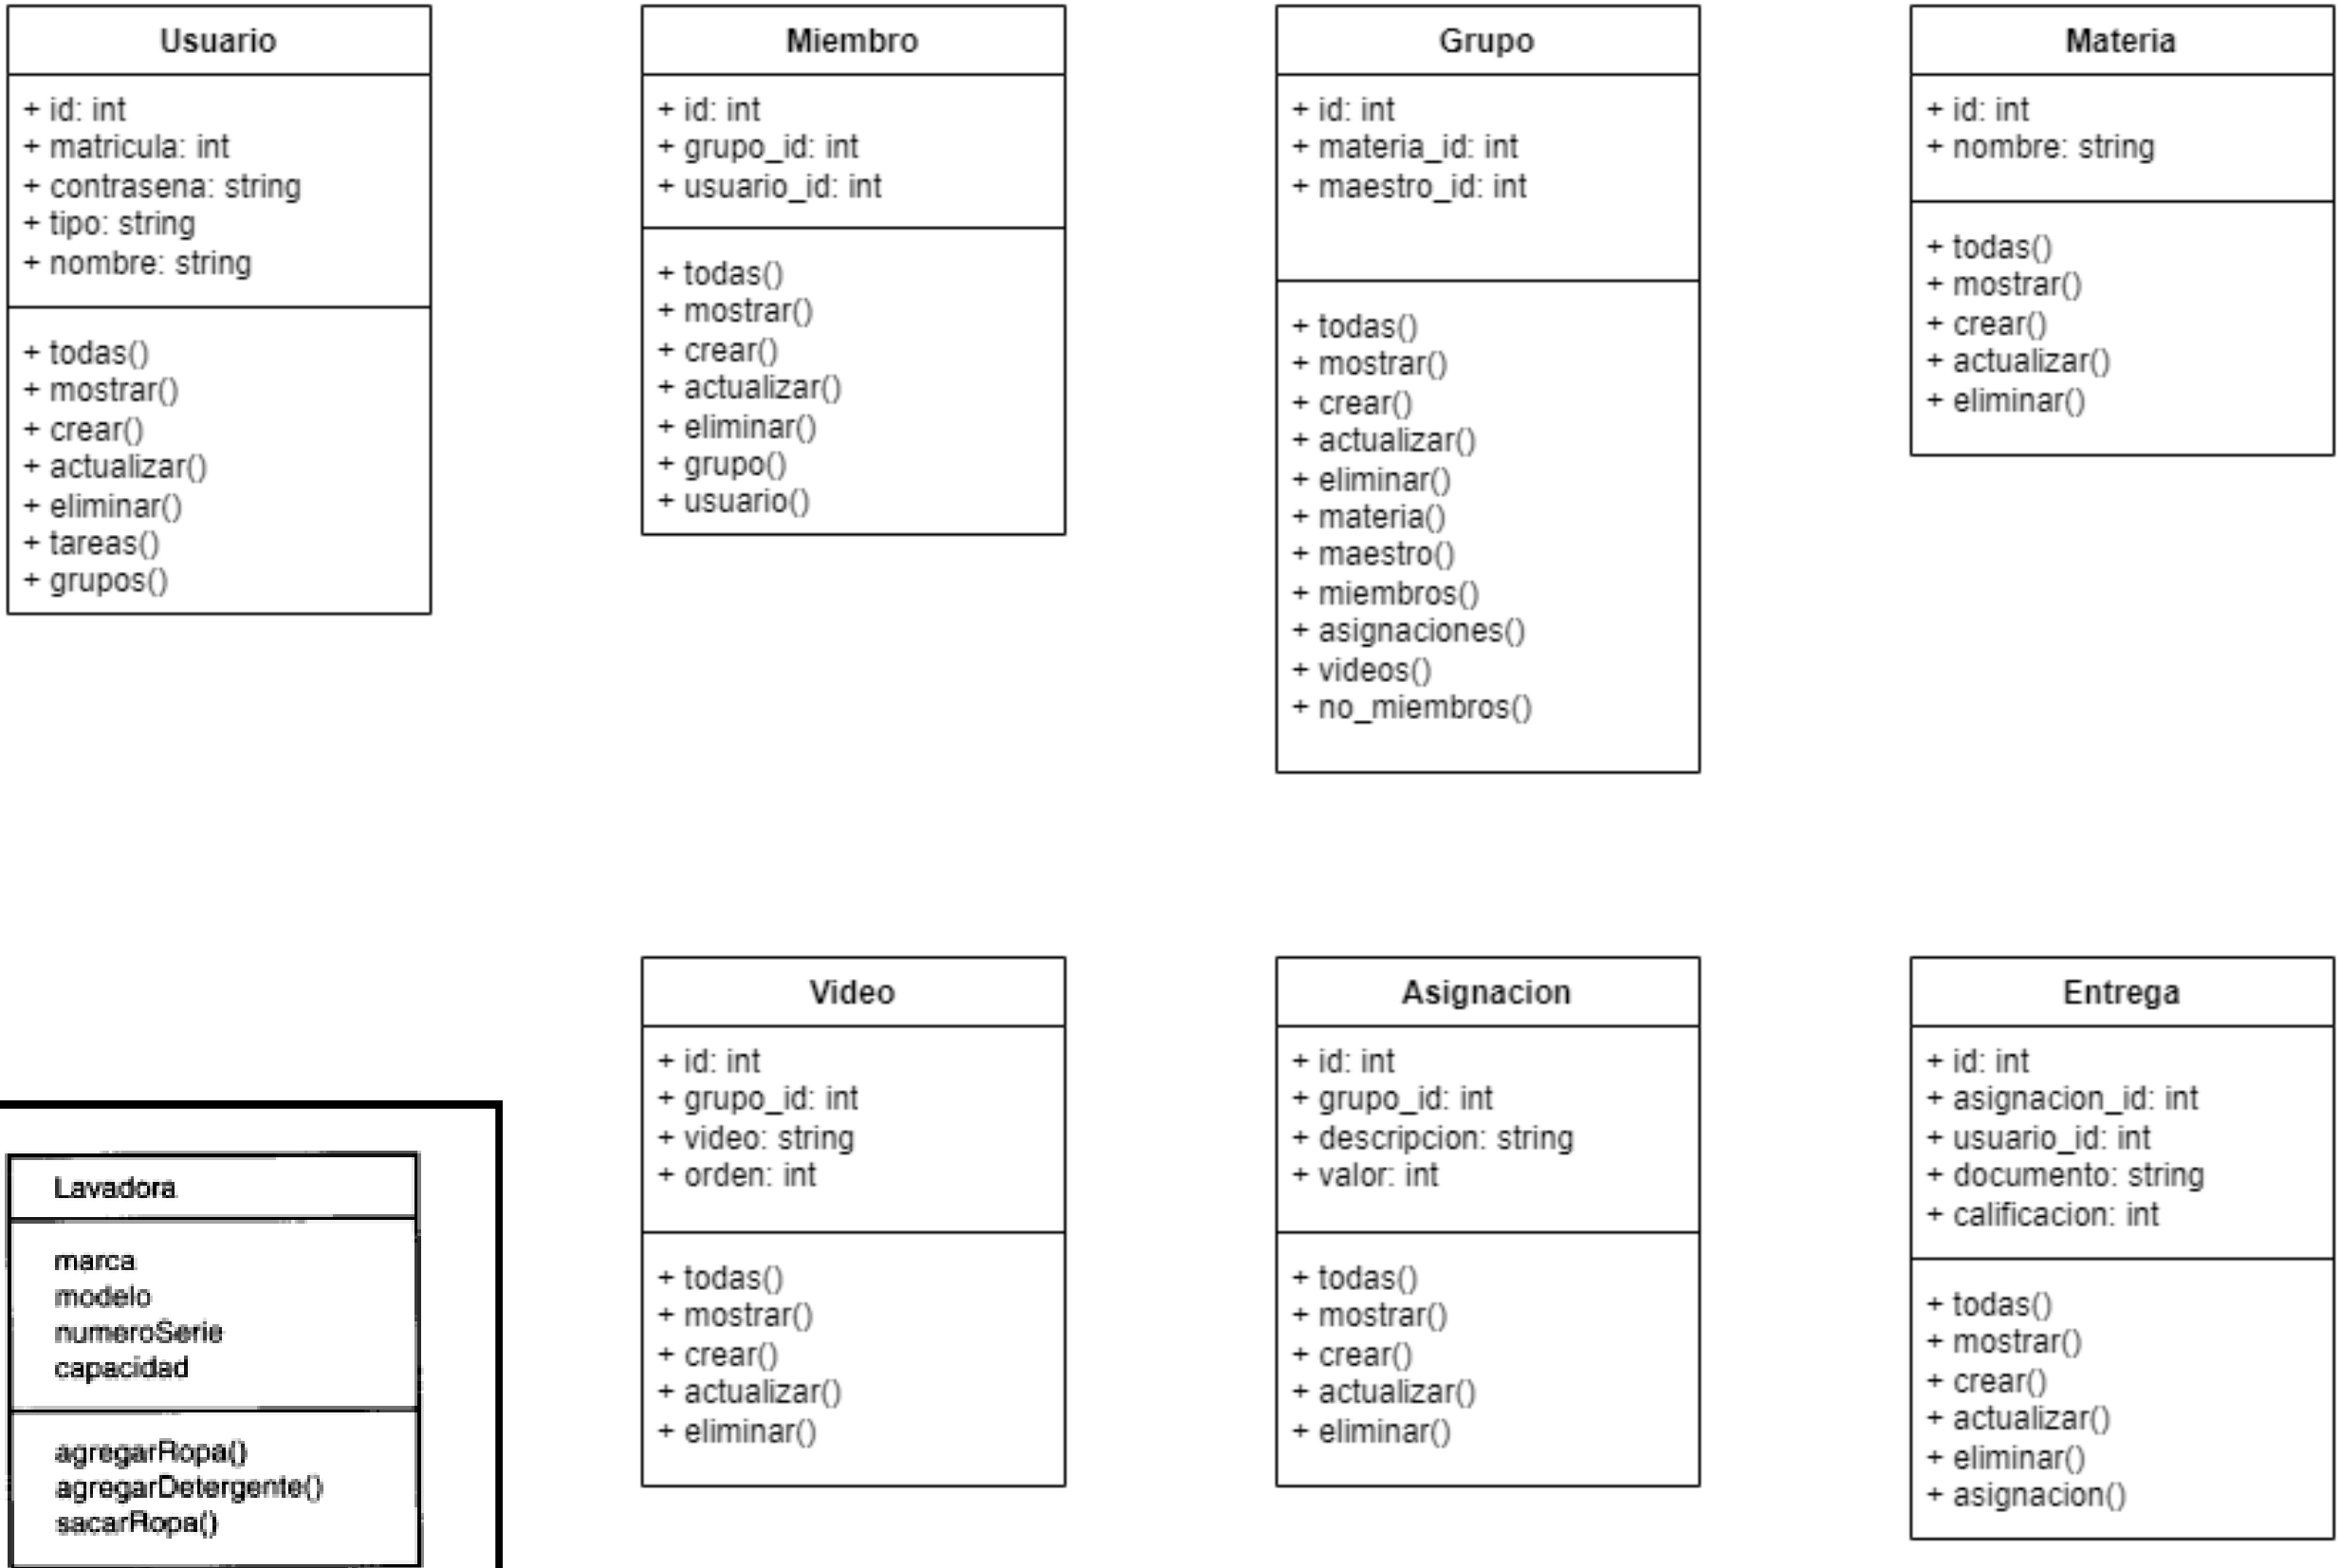 Usuario
+ id: int
+ matricula: int
+ contrasena: string
+ tipo: string
+ nombre: string
+ todas()
+ mostrar()
+ crear()
+ actualizar()
+ eliminar()
+ tareas()
+ grupos()
Miembro
+ id: int
+ grupo_id: int
+ usuario_id: int
+ todas()
+ mostrar()
+ crear()
+ actualizar()
+ eliminar()
+ grupo()
+ usuario()
Grupo
+ id: int
+ materia_id: int
+ maestro_id: int
+ todas()
+ mostrar()
+ crear()
+ actualizar()
+ eliminar()
+ materia()
+ maestro()
+ miembros()
+ asignaciones()
+ videos()
+ no_miembros()
Materia
+ id: int
+ nombre: string
+ todas()
+ mostrar()
+ crear()
+ actualizar()
+ eliminar()
Lavadora
marca
modelo
numeroSerie
capacidad
agregarRopa()
agregarDetergente()
sacarRopa()
Video
+ id: int
+ grupo_id: int
+ video: string
+ orden: int
+ todas()
+ mostrar()
+ crear()
+ actualizar()
+ eliminar()
Asignacion
+ id: int
+ grupo_id: int
+ descripcion: string
+ valor: int
+ todas()
+ mostrar()
+ crear()
+ actualizar()
+ eliminar()
Entrega
+ id: int
+ asignacion_id: int
+ usuario_id: int
+ documento: string
+ calificacion: int
+ todas()
+ mostrar()
+ crear()
+ actualizar()
+ eliminar()
+ asignacion()